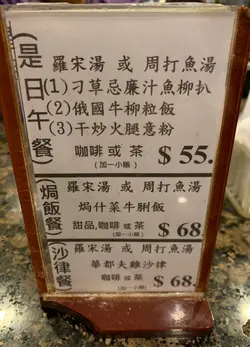 是日午餐
羅宋湯 或 周打魚湯
(1)刁草忌廉汁魚柳扒
(2)俄國牛柳粒飯
(3)干炒火腿意粉
咖啡或茶 $55.
(加一小賬)
焗飯餐
羅宋湯 或 周打魚湯
焗什菜牛脷飯
甜品,咖啡 或茶 $68
(加一小賬)
沙律餐
羅宋湯 或 周打魚湯
華都夫雞沙律
咖啡 或茶 $68.
(加一小賬)